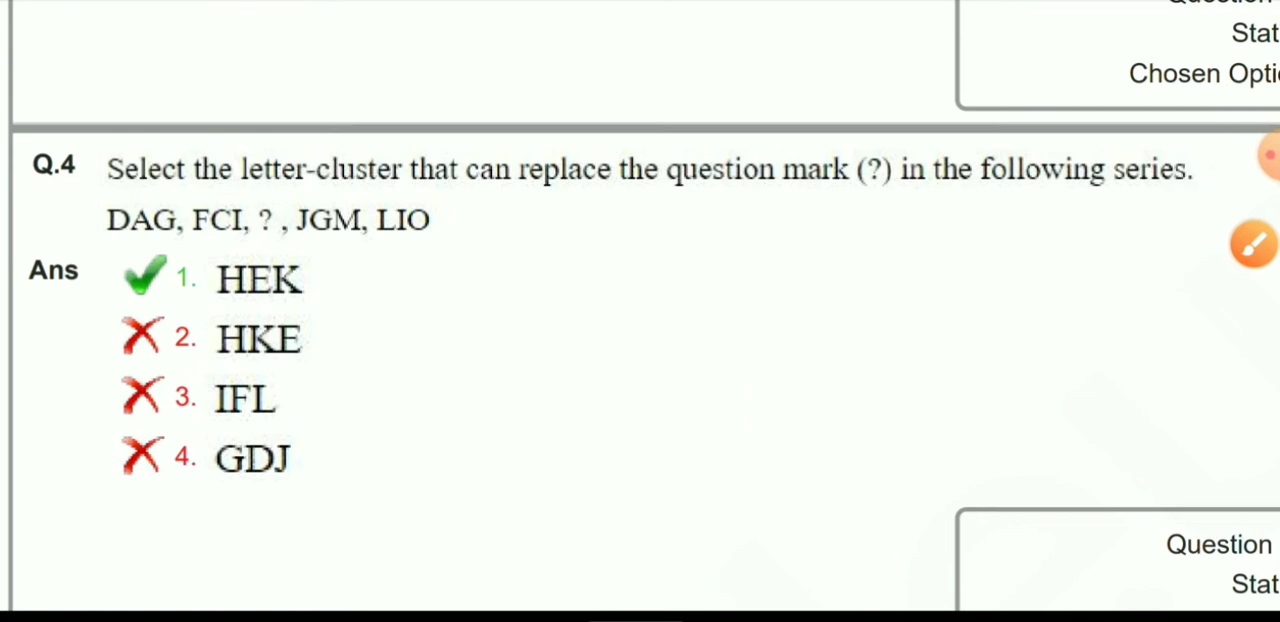 Stat
Chosen Opti
Q.4 Select the letter-cluster that can replace the question mark (?) in the following series.
DAG, FCI, ? , JGM, LIO
Ans 1. HEK
2. HKE
3. IFL
4. GDJ
Question
Stat